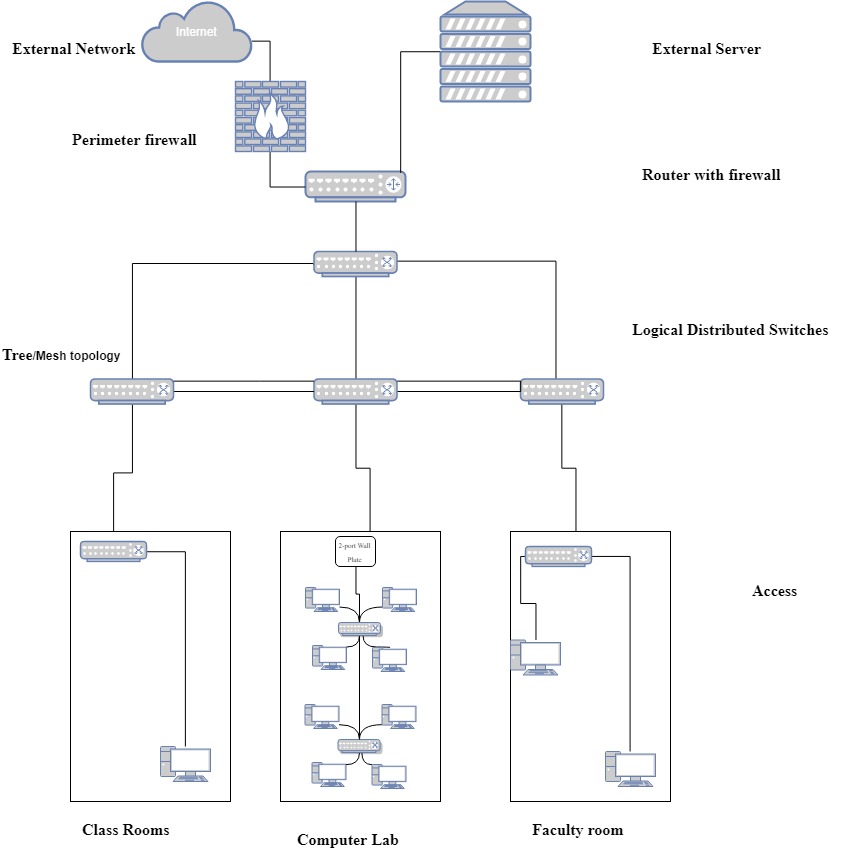 Internet
External Network
External Server
Perimeter firewall
Router with firewall
Logical Distributed Switches
Tree/Mesh topology
2-port Wall
Plate
Access
Class Rooms
Computer Lab
Faculty room